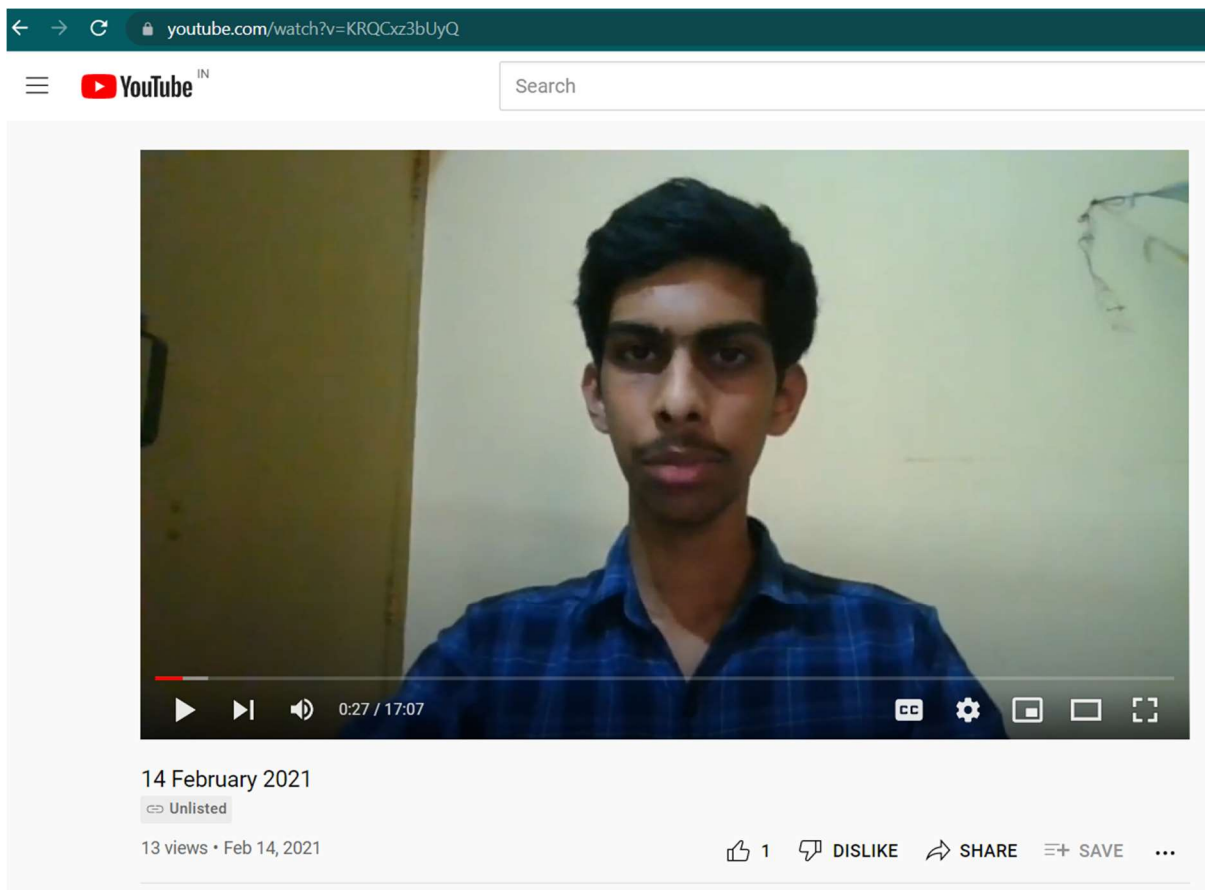 youtube.com/watch?v=KRQCxz3bUyQ
YouTube IN
Search
0:27 / 17:07
CC
14 February 2021
Unlisted
13 views • Feb 14, 2021
1 DISLIKE SHARE SAVE